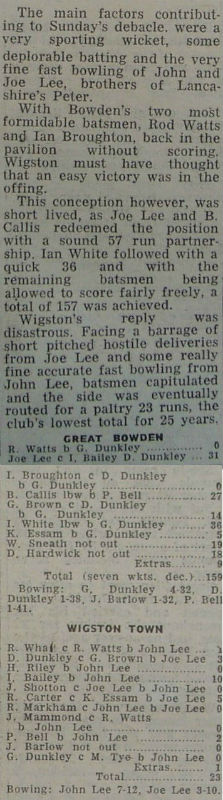 The main factors contribut-
ing to Sunday's debacle, were a
very sporting wicket, some
deplorable batting and the very
fine fast bowling of John and
Joe Lee, brothers of Lanca-
shire's Peter.
With Bowden's two most
formidable batsmen, Rod Watts
and Ian Broughton, back in the
pavilion without scoring.
Wigston must have thought
that an easy victory was in the
offing.
This conception however, was
short lived, as Joe Lee and B.
Callis redeemed the position
with a sound 57 run partner-
ship. Ian White followed with a
quick 36 and with the
remaining batsmen being
allowed to score fairly freely, a
total of 157 was achieved.
Wigston's reply was
disastrous. Facing a barrage of
short pitched hostile deliveries
from Joe Lee and some really
fine accurate fast bowling from
John Lee, batsmen capitulated
and the side was eventually
routed for a paltry 23 runs, the
club's lowest total for 25 years.
GREAT BOWDEN
R. Watts b G. Dunkley ........ 0
Joe Lee c I. Bailey D. Dunkley ... 31
I. Broughton c D. Dunkley
b G. Dunkley ........ 0
B. Callis lbw b P. Bell ........ 27
G. Brown c D. Dunkley
b G. Dunkley ........ 14
I. White lbw b G. Dunkley ..... 36
K. Essam b G. Dunkley ........ 5
W. Sneath not out ........ 19
D. Hardwick not out ........ 18
Extras ........ 9
Total (seven wkts. dec.) ..159
Bowing: G. Dunkley 4-32, D.
Dunkley 1-38, J. Barlow 1-32, P. Bell
1-41.
WIGSTON TOWN
R. Whaf c R. Watts b John Lee ...
D. Dunkley c G. Brown b Joe Lee 3
H. Riley b John Lee ........ 0
I. Bailey b John Lee ........ 10
J. Shotton c Joe Lee b John Lee 0
R. Carter c K. Essam b Joe Lee 5
R. Markham c John Lee b Joe Lee 0
J. Mammond c R. Watts
b John Lee ........ 0
P. Bell b John Lee ........ 2
J. Barlow not out ........ 0
G. Dunkley c M. Tye b John Lee 0
Extras ........ 1
Total ........ 23
Bowing: John Lee 7-12, Joe Lee 3-10.